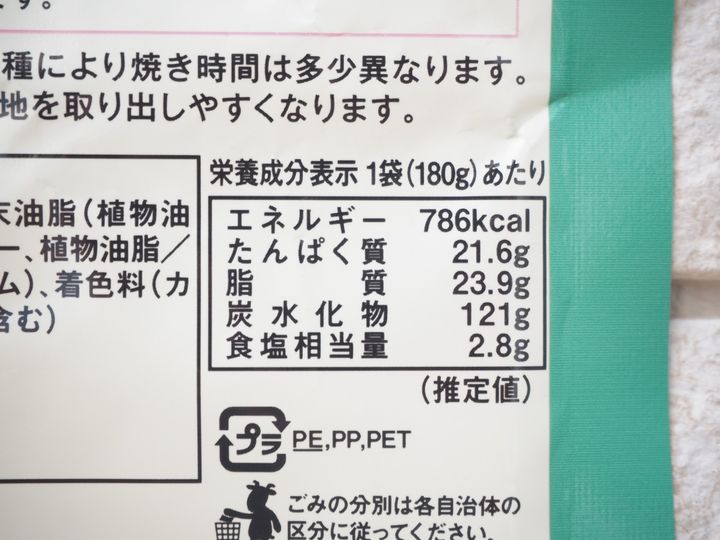 す。
種により焼き時間は多少異なります。
地を取り出しやすくなります。
末油脂（植物油
ー、植物油脂／
ム）、着色料（カ
含む）
栄養成分表示 1袋（180g）あたり
エネルギー 786kcal
たんぱく質 21.6g
脂質 23.9g
炭水化物 121g
食塩相当量 2.8g
（推定値）
プラ PE,PP,PET
ごみの分別は各自治体の
区分に従ってください。